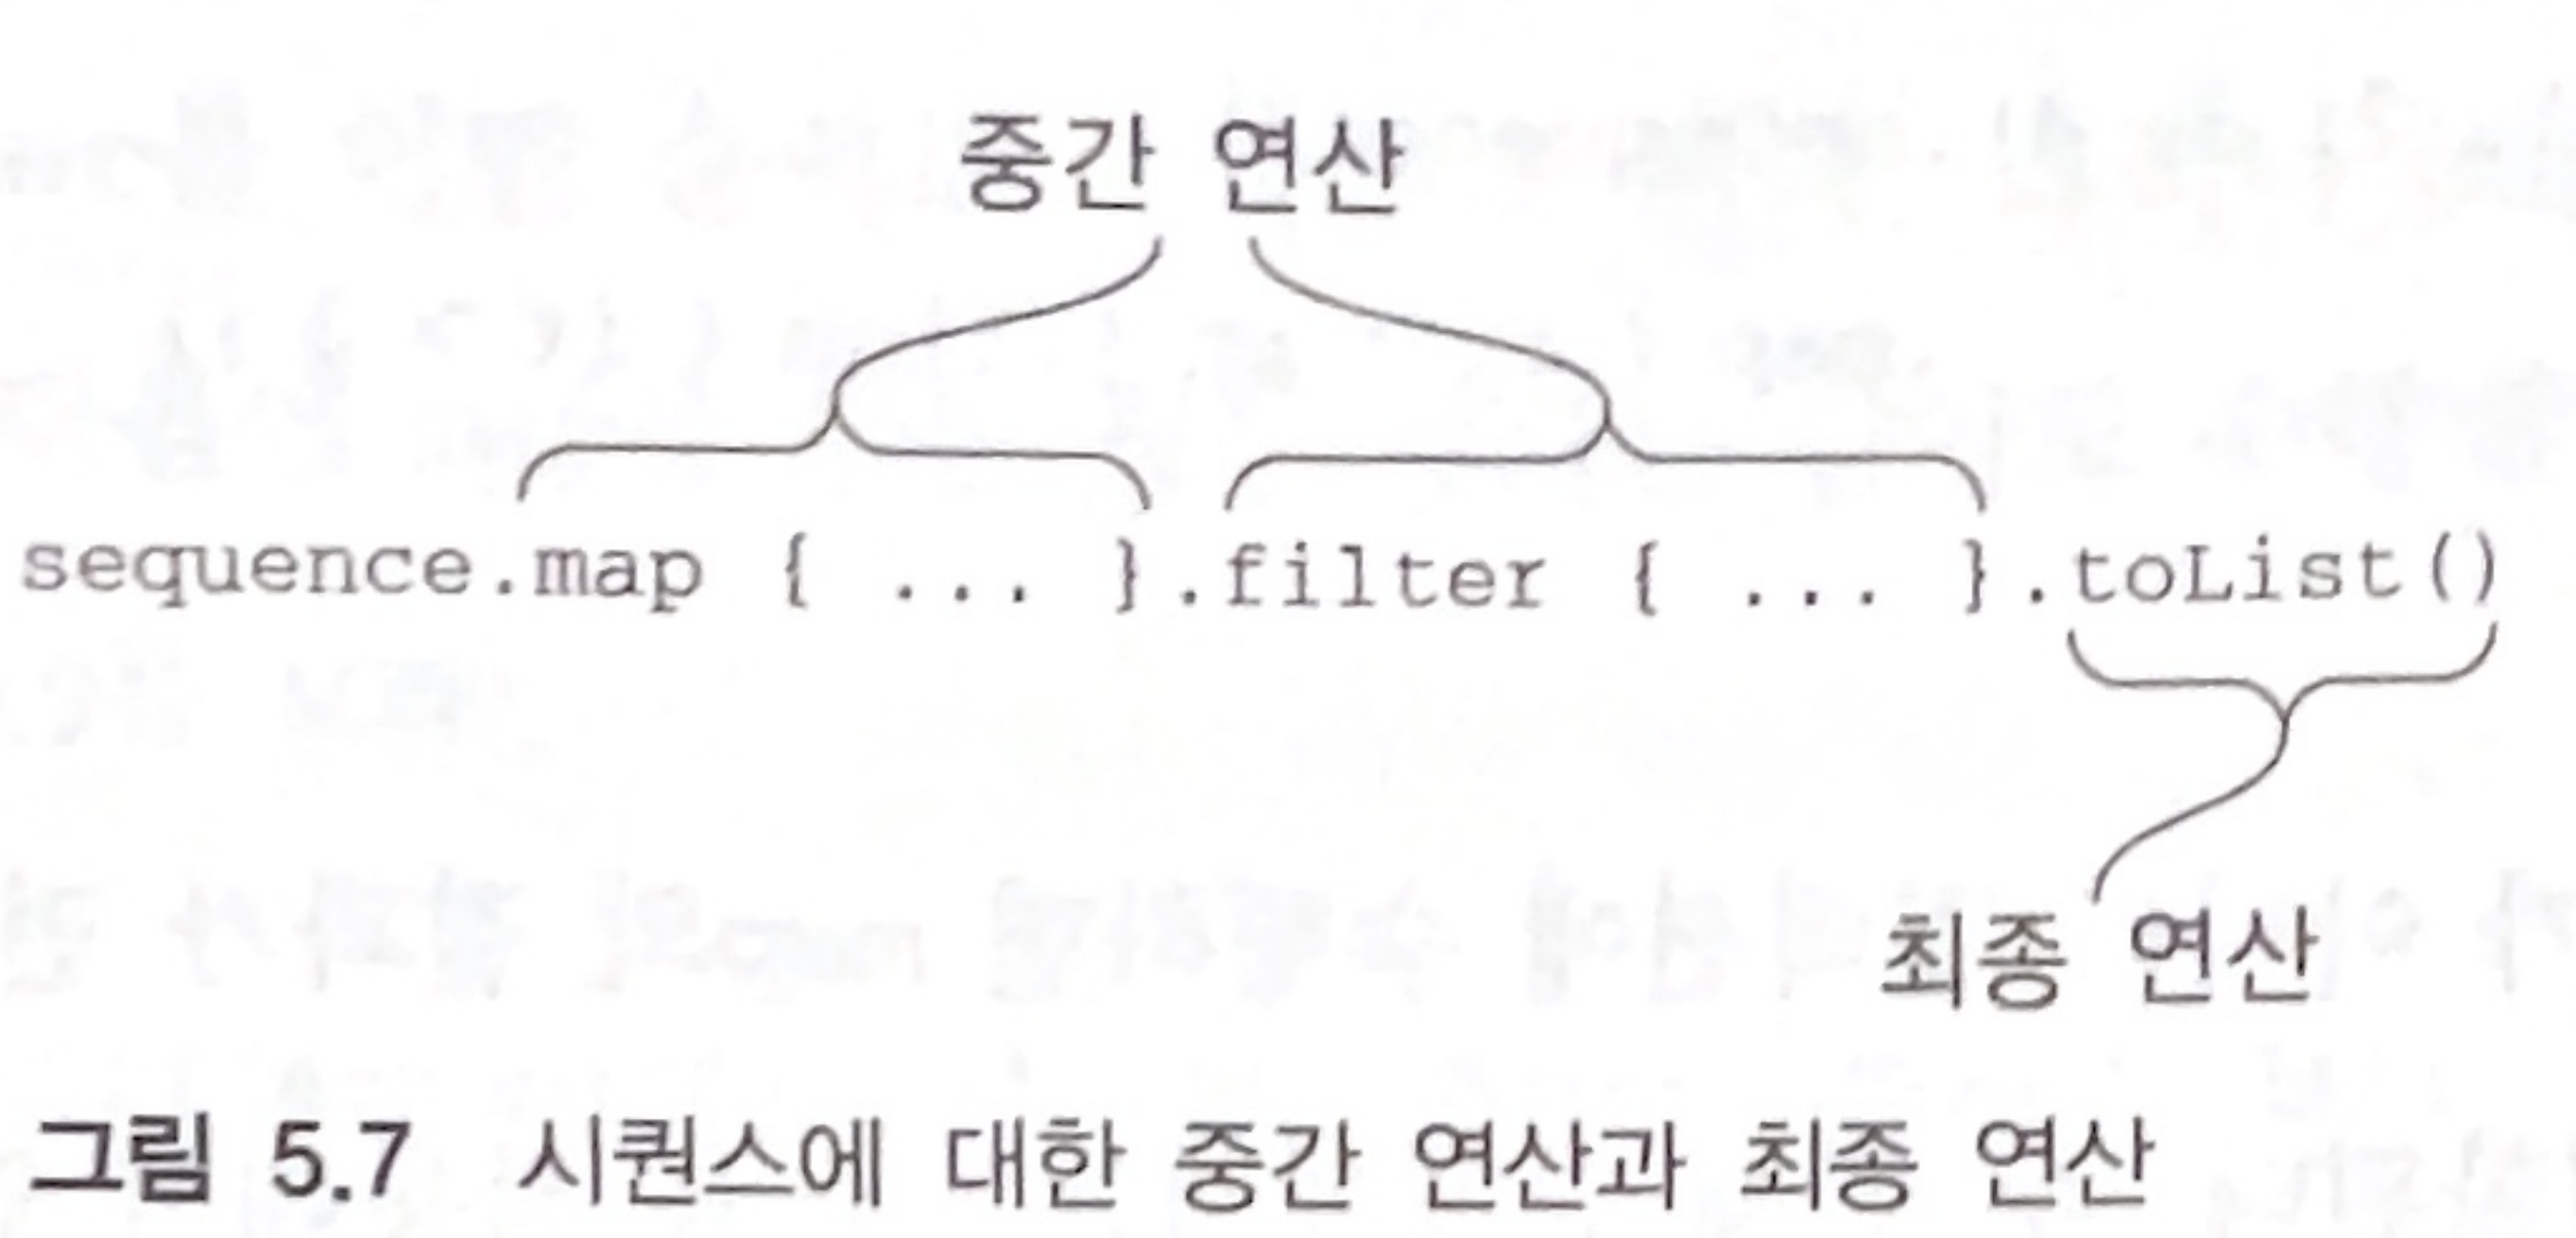 중간 연산
sequence.map { ... }.filter { ... }.toList()
최종 연산
그림 5.7 시퀀스에 대한 중간 연산과 최종 연산